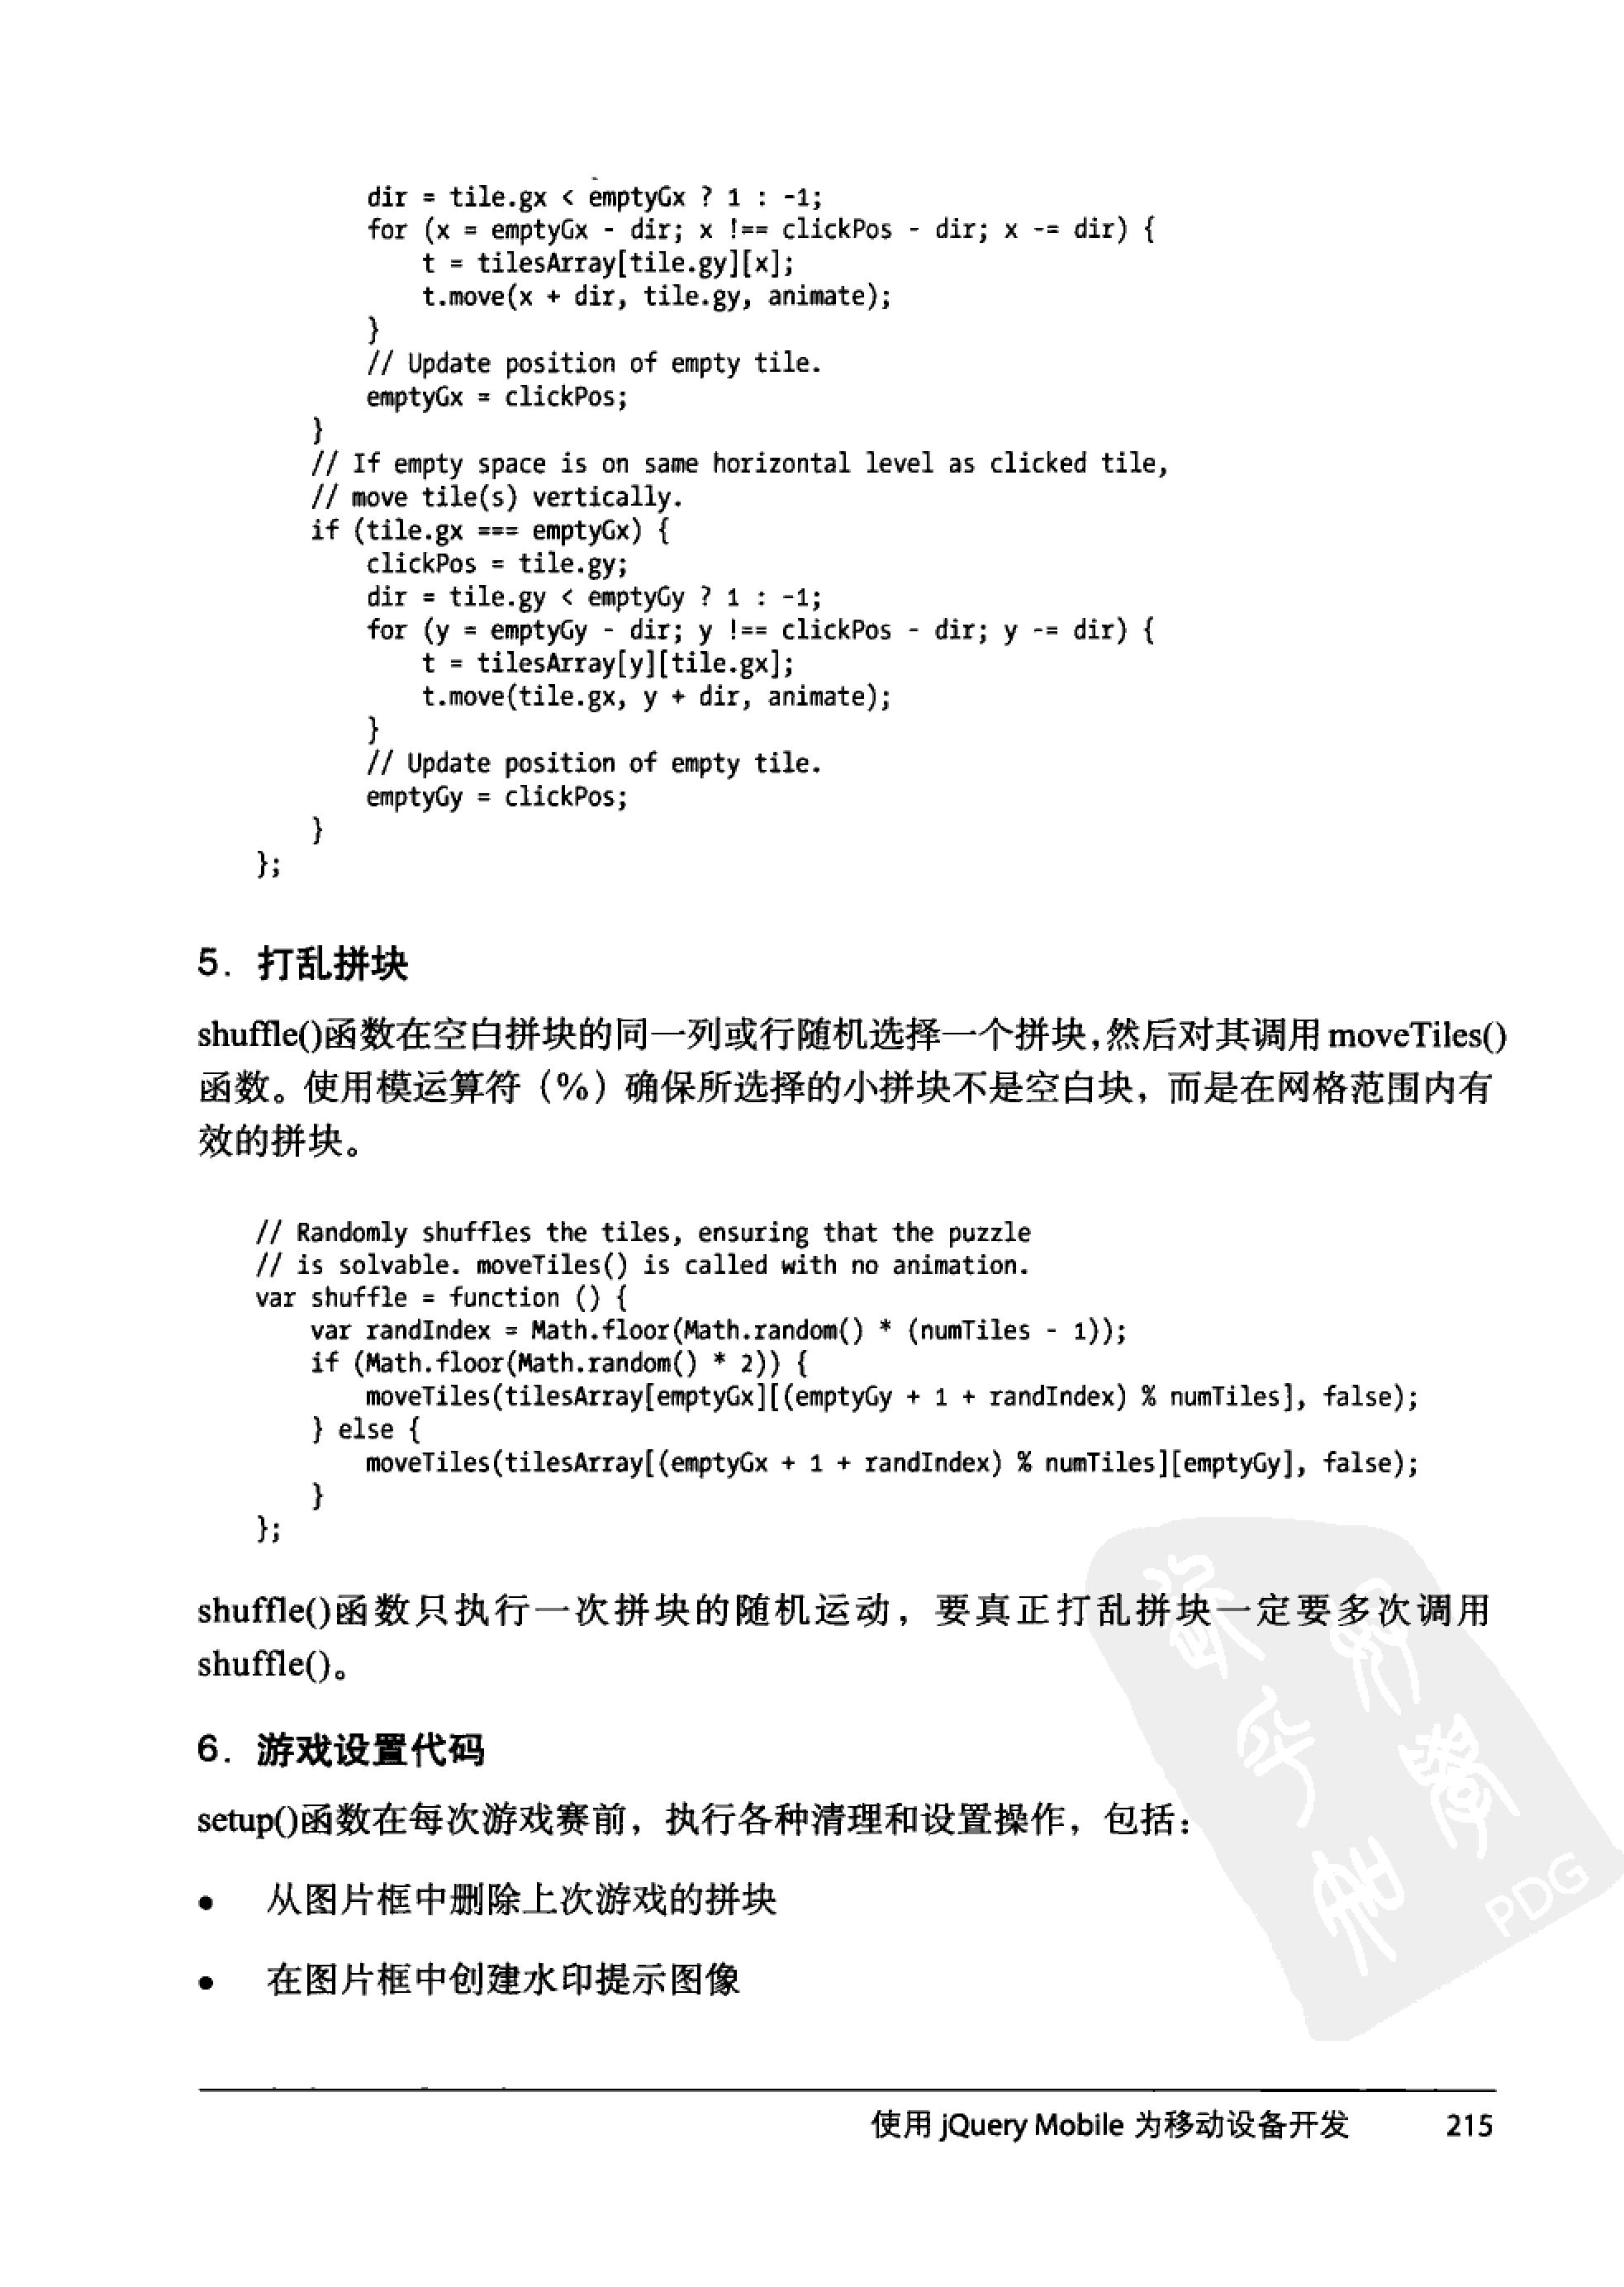 dir = tile.gx < emptyGx ? 1 : -1;
for (x = emptyGx - dir; x !== clickPos - dir; x -= dir) {
t = tilesArray[tile.gy][x];
t.move(x + dir, tile.gy, animate);
}
// Update position of empty tile.
emptyGx = clickPos;
}
// If empty space is on same horizontal level as clicked tile,
// move tile(s) vertically.
if (tile.gx === emptyGx) {
clickPos = tile.gy;
dir = tile.gy < emptyGy ? 1 : -1;
for (y = emptyGy - dir; y !== clickPos - dir; y -= dir) {
t = tilesArray[y][tile.gx];
t.move(tile.gx, y + dir, animate);
}
// Update position of empty tile.
emptyGy = clickPos;
}
};
5. 打乱拼块
shuffle()函数在空白拼块的同一列或行随机选择一个拼块,然后对其调用 moveTiles()
函数。使用模运算符（%）确保所选择的小拼块不是空白块，而是在网格范围内有
效的拼块。
// Randomly shuffles the tiles, ensuring that the puzzle
// is solvable. moveTiles() is called with no animation.
var shuffle = function () {
var randIndex = Math.floor(Math.random() * (numTiles - 1));
if (Math.floor(Math.random() * 2)) {
moveTiles(tilesArray[emptyGx][(emptyGy + 1 + randIndex) % numTiles], false);
} else {
moveTiles(tilesArray[(emptyGx + 1 + randIndex) % numTiles][emptyGy], false);
}
};
shuffle()函数只执行一次拼块的随机运动，要真正打乱拼块一定要多次调用
shuffle()。
6. 游戏设置代码
setup()函数在每次游戏赛前，执行各种清理和设置操作，包括：
● 从图片框中删除上次游戏的拼块
● 在图片框中创建水印提示图像
PDG
使用 jQuery Mobile 为移动设备开发 215